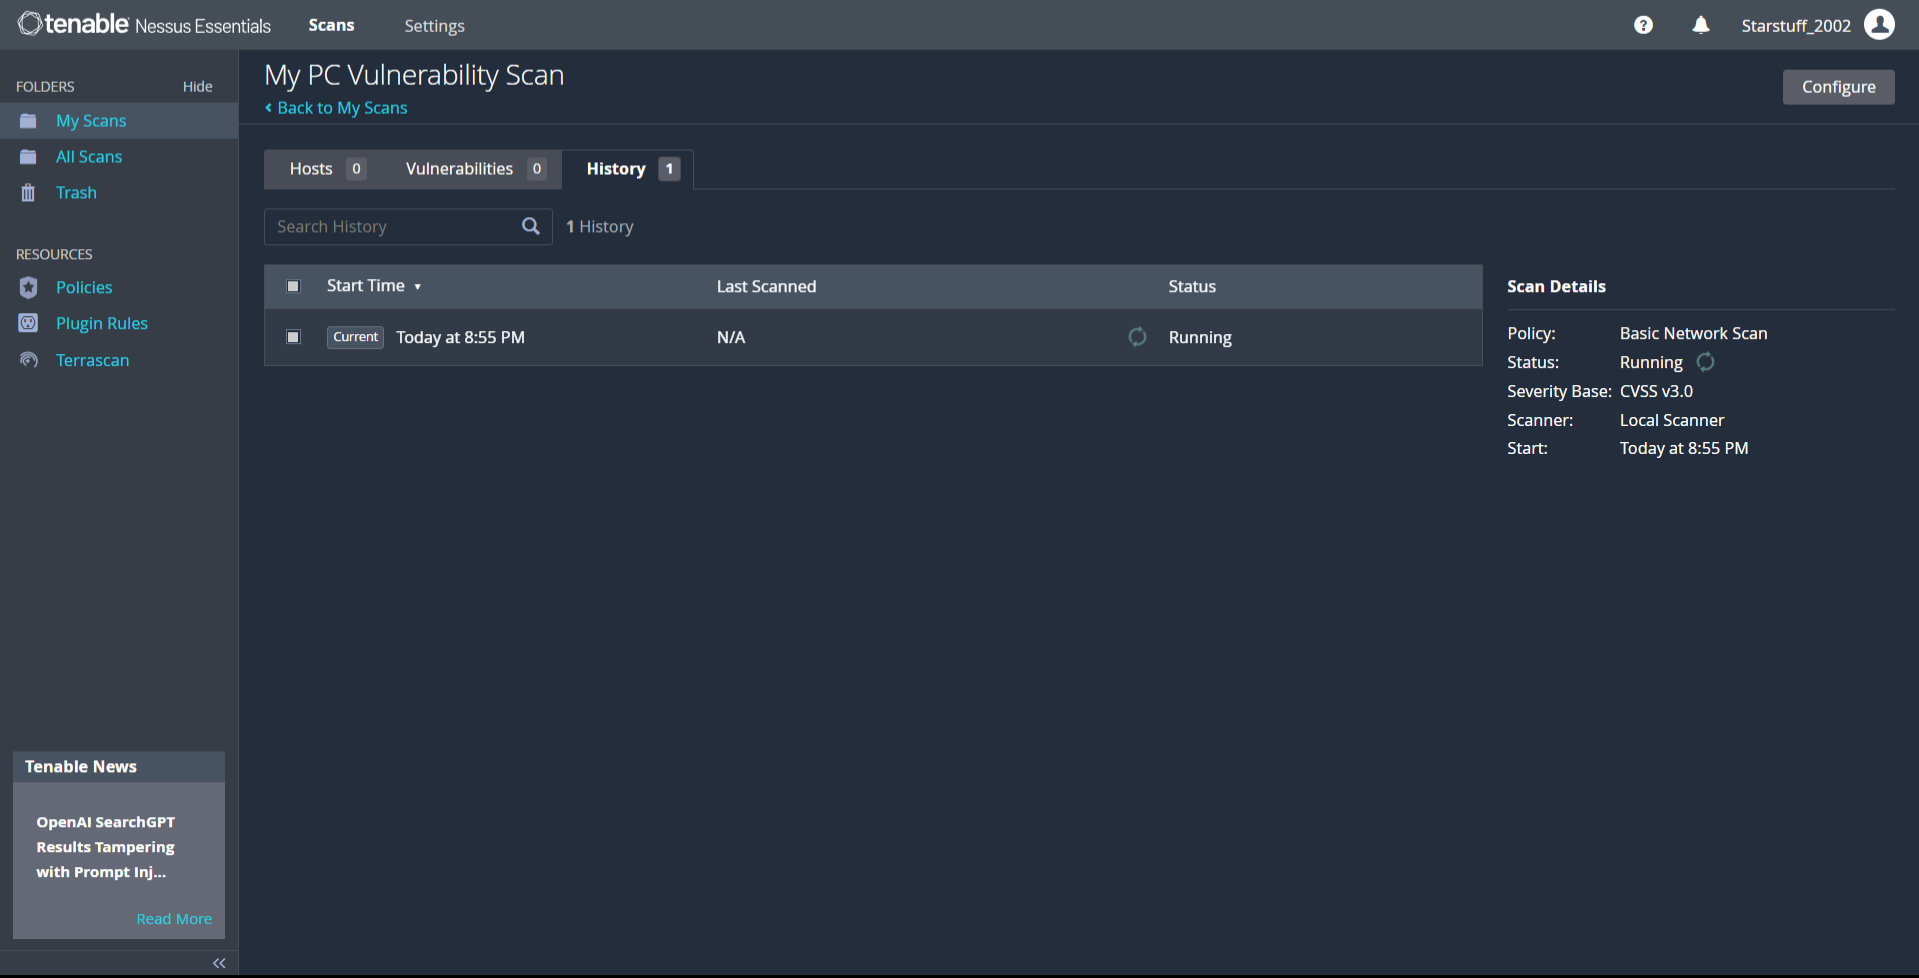 tenable Nessus Essentials Scans Settings ? Starstuff_2002
FOLDERS Hide
My Scans
All Scans
Trash
RESOURCES
Policies
Plugin Rules
Terrascan
Tenable News
OpenAI SearchGPT
Results Tampering
with Prompt Inj...
Read More
My PC Vulnerability Scan
Back to My Scans
Configure
Hosts 0 Vulnerabilities 0 History 1
Search History 1 History
Start Time Last Scanned Status
Current Today at 8:55 PM N/A Running
Scan Details
Policy: Basic Network Scan
Status: Running
Severity Base: CVSS v3.0
Scanner: Local Scanner
Start: Today at 8:55 PM